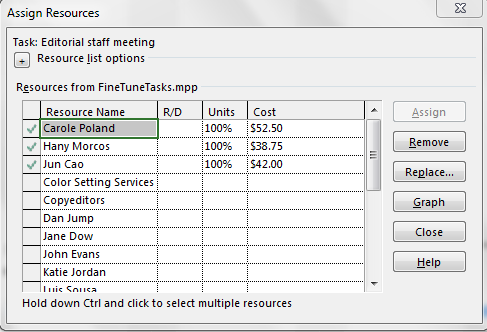 Assign Resources
Task: Editorial staff meeting
+ Resource list options
Resources from FineTuneTasks.mpp
Resource Name R/D Units Cost
Carole Poland 100% $52.50
Hany Morcos 100% $38.75
Jun Cao 100% $42.00
Color Setting Services
Copyeditors
Dan Jump
Jane Dow
John Evans
Katie Jordan
Luis Sousa
Assign
Remove
Replace...
Graph
Close
Help
Hold down Ctrl and click to select multiple resources